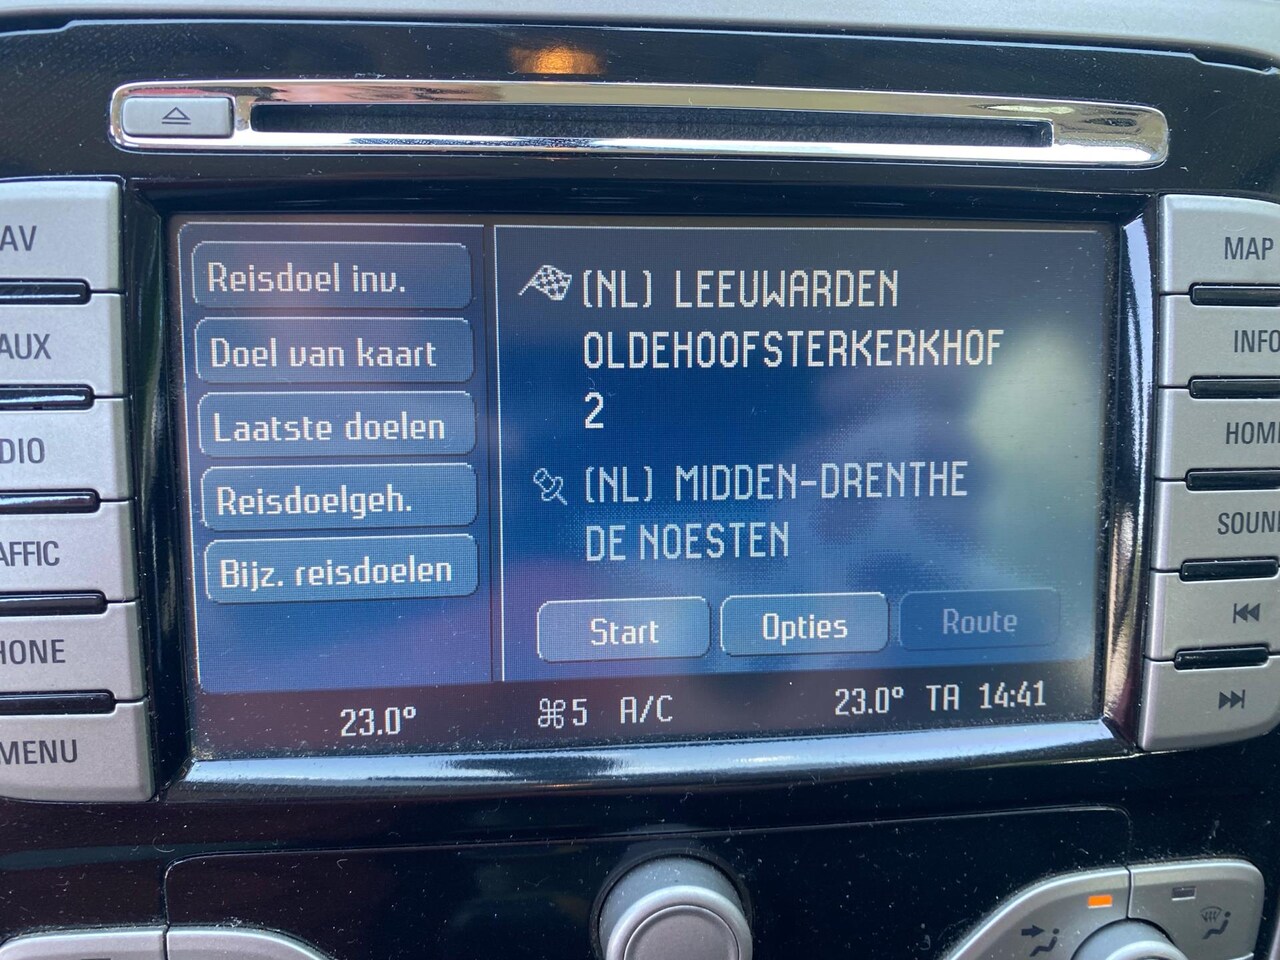 AV
AUX
DIO
AFFIC
HONE
MENU
Reisdoel inv.
Doel van kaart
Laatste doelen
Reisdoelgeh.
Bijz. reisdoelen
(NL) LEEUWARDEN
OLDEHOOFSTERKERKHOF
2
(NL) MIDDEN-DRENTHE
DE NOESTEN
Start Opties Route
23.0° ⌘5 A/C 23.0° TA 14:41
MAP
INFO
HOME
SOUN